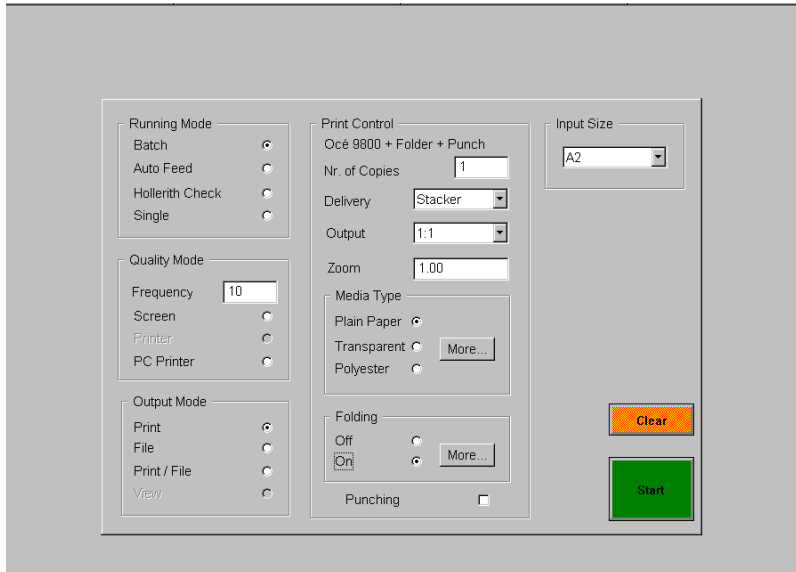 Running Mode
Batch
Auto Feed
Hollerith Check
Single
Quality Mode
Frequency 10
Screen
Printer
PC Printer
Output Mode
Print
File
Print / File
View
Print Control
Océ 9800 + Folder + Punch
Nr. of Copies 1
Delivery Stacker
Output 1:1
Zoom 1.00
Media Type
Plain Paper
Transparent More...
Polyester
Folding
Off
On More...
Punching
Input Size
A2
Clear
Start